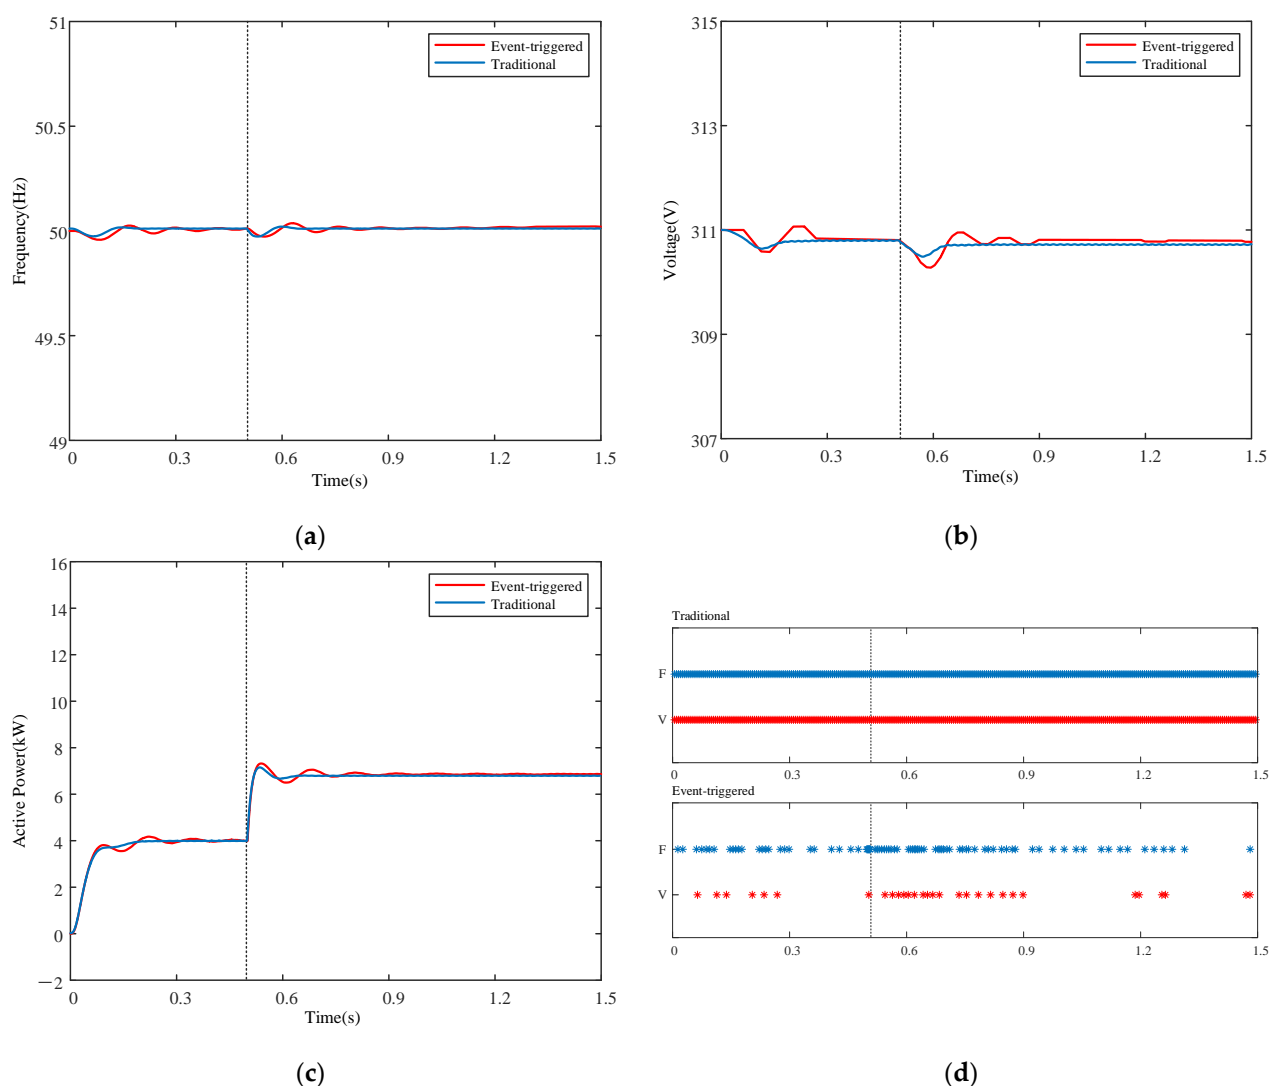 51
50.5
50
49.5
49
Frequency(Hz)
Event-triggered
Traditional
0 0.3 0.6 0.9 1.2 1.5
Time(s)
(a)
315
313
311
309
307
Voltage(V)
Event-triggered
Traditional
0 0.3 0.6 0.9 1.2 1.5
Time(s)
(b)
16
14
12
10
8
6
4
2
0
−2
Active Power(kW)
Event-triggered
Traditional
0 0.3 0.6 0.9 1.2 1.5
Time(s)
(c)
Traditional
F
V
0 0.3 0.6 0.9 1.2 1.5
Event-triggered
F
V
0 0.3 0.6 0.9 1.2 1.5
(d)